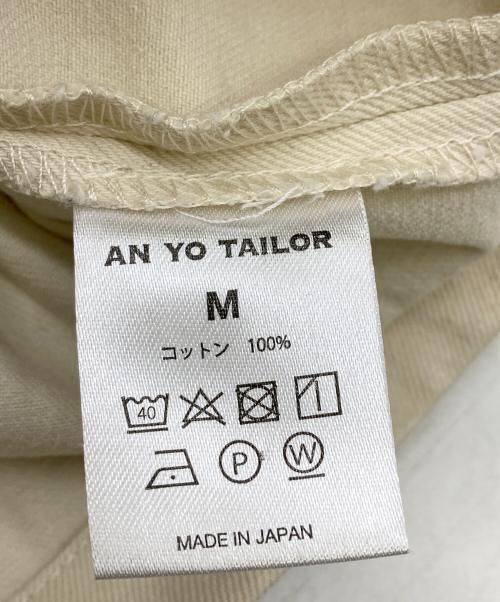 AN YO TAILOR
M
コットン 100%
40
P W
MADE IN JAPAN